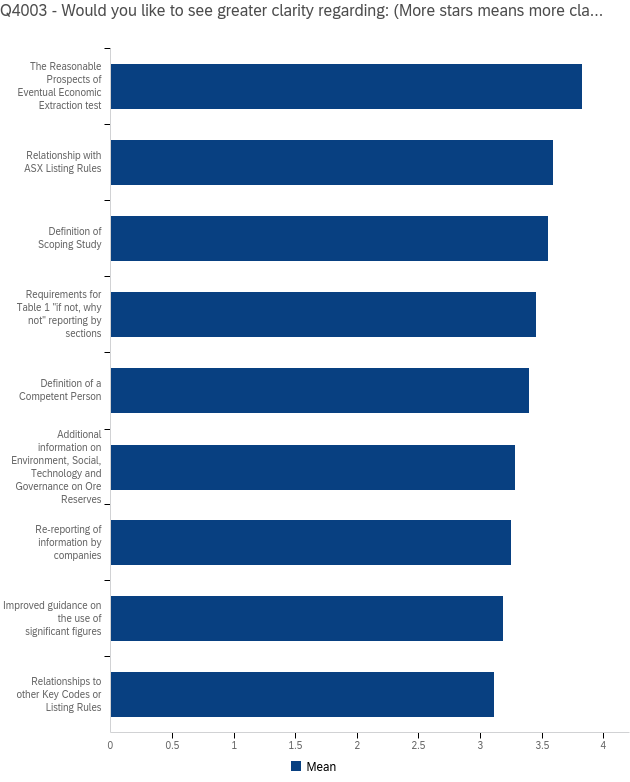 Q4003 - Would you like to see greater clarity regarding: (More stars means more cla...
The Reasonable
Prospects of
Eventual Economic
Extraction test
Relationship with
ASX Listing Rules
Definition of
Scoping Study
Requirements for
Table 1 "if not, why
not" reporting by
sections
Definition of a
Competent Person
Additional
information on
Environment, Social,
Technology and
Governance on Ore
Reserves
Re-reporting of
information by
companies
Improved guidance on
the use of
significant figures
Relationships to
other Key Codes or
Listing Rules
0 0.5 1 1.5 2 2.5 3 3.5 4
Mean